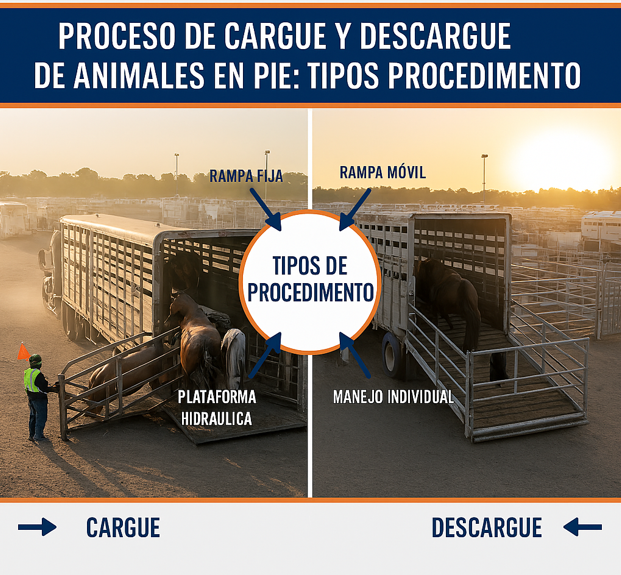 PROCESO DE CARGUE Y DESCARGUE
DE ANIMALES EN PIE: TIPOS PROCEDIMENTO
RAMPA FIJA
RAMPA MÓVIL
TIPOS DE
PROCEDIMENTO
PLATAFORMA
HIDRAULICA
MANEJO INDIVIDUAL
CARGUE
DESCARGUE